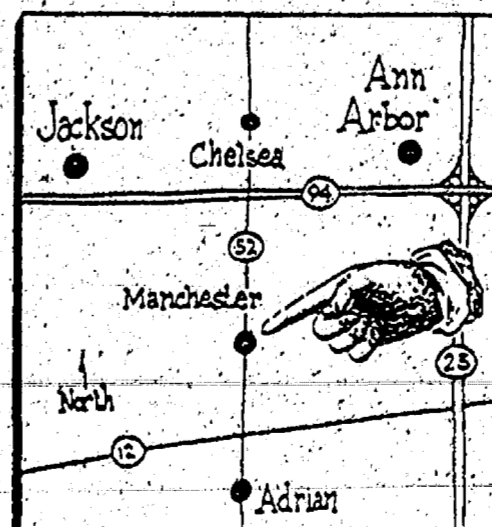 Ann
Arbor
Jackson
Chelsea
94
52
Manchester
23
North
12
Adrian